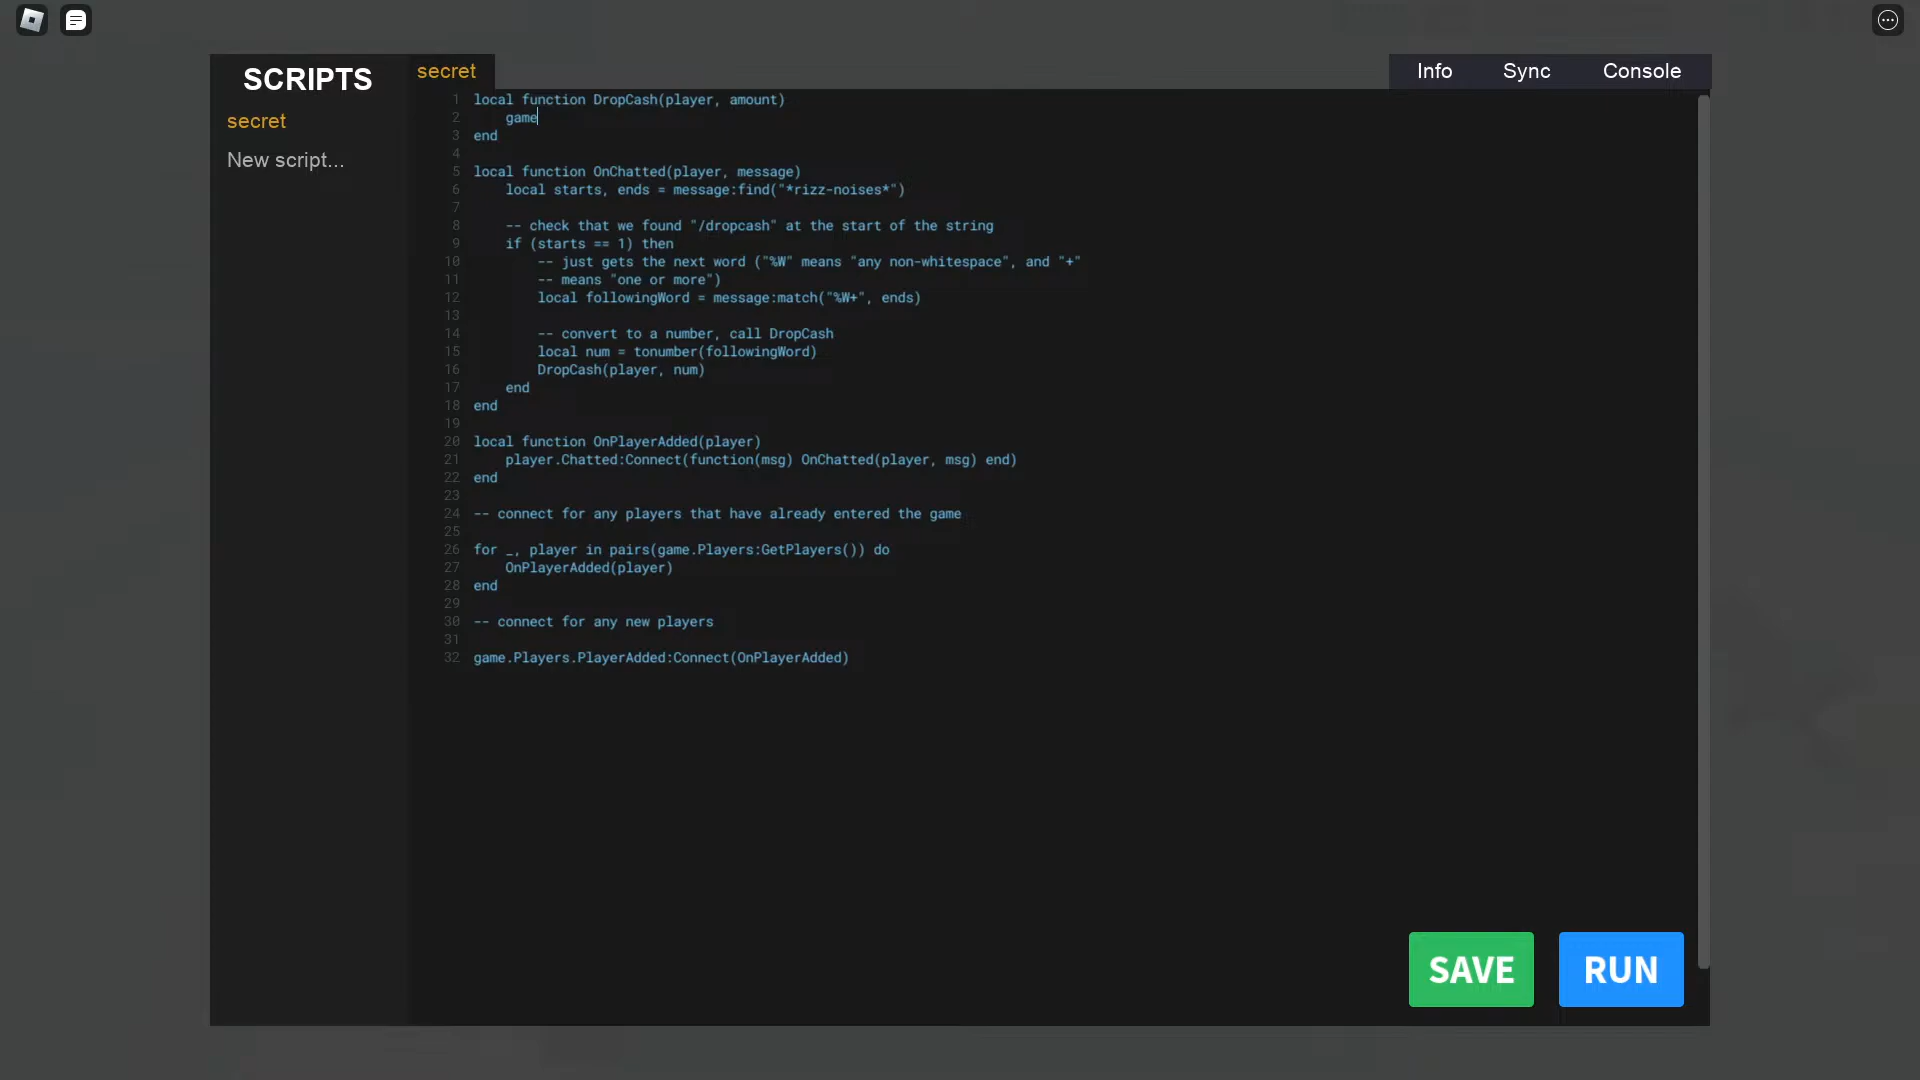 SCRIPTS
secret
New script...
secret
Info
Sync
Console
1 local function DropCash(player, amount)
2 game
3 end
4
5 local function OnChatted(player, message)
6 local starts, ends = message:find("*rizz-noises*")
7
8 -- check that we found "/dropcash" at the start of the string
9 if (starts == 1) then
10 -- just gets the next word ("%W" means "any non-whitespace", and "+"
11 -- means "one or more")
12 local followingWord = message:match("%W+", ends)
13
14 -- convert to a number, call DropCash
15 local num = tonumber(followingWord)
16 DropCash(player, num)
17 end
18 end
19
20 local function OnPlayerAdded(player)
21 player.Chatted:Connect(function(msg) OnChatted(player, msg) end)
22 end
23
24 -- connect for any players that have already entered the game
25
26 for _, player in pairs(game.Players:GetPlayers()) do
27 OnPlayerAdded(player)
28 end
29
30 -- connect for any new players
31
32 game.Players.PlayerAdded:Connect(OnPlayerAdded)
SAVE
RUN